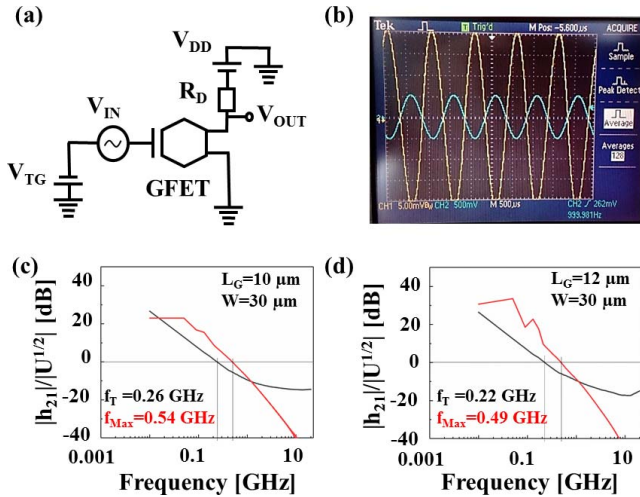 (a)
V_DD
R_D
V_IN
V_OUT
V_TG
GFET
(b)
Tek
T Trig'd
M Pos: -5.600μs
ACQUIRE
Sample
Peak Detect
Average
Averages
128
2
CH1 5.00mVBw CH2 500mV M 500μs CH2 ∕ 262mV
999.981Hz
(c)
|h21|/|U^1/2| [dB]
40
20
0
-20
-40
L_G=10 μm
W=30 μm
f_T=0.26 GHz
f_Max=0.54 GHz
0.001
0.1
10
Frequency [GHz]
(d)
|h21|/|U^1/2| [dB]
40
20
0
-20
-40
L_G=12 μm
W=30 μm
f_T=0.22 GHz
f_Max=0.49 GHz
0.001
0.1
10
Frequency [GHz]